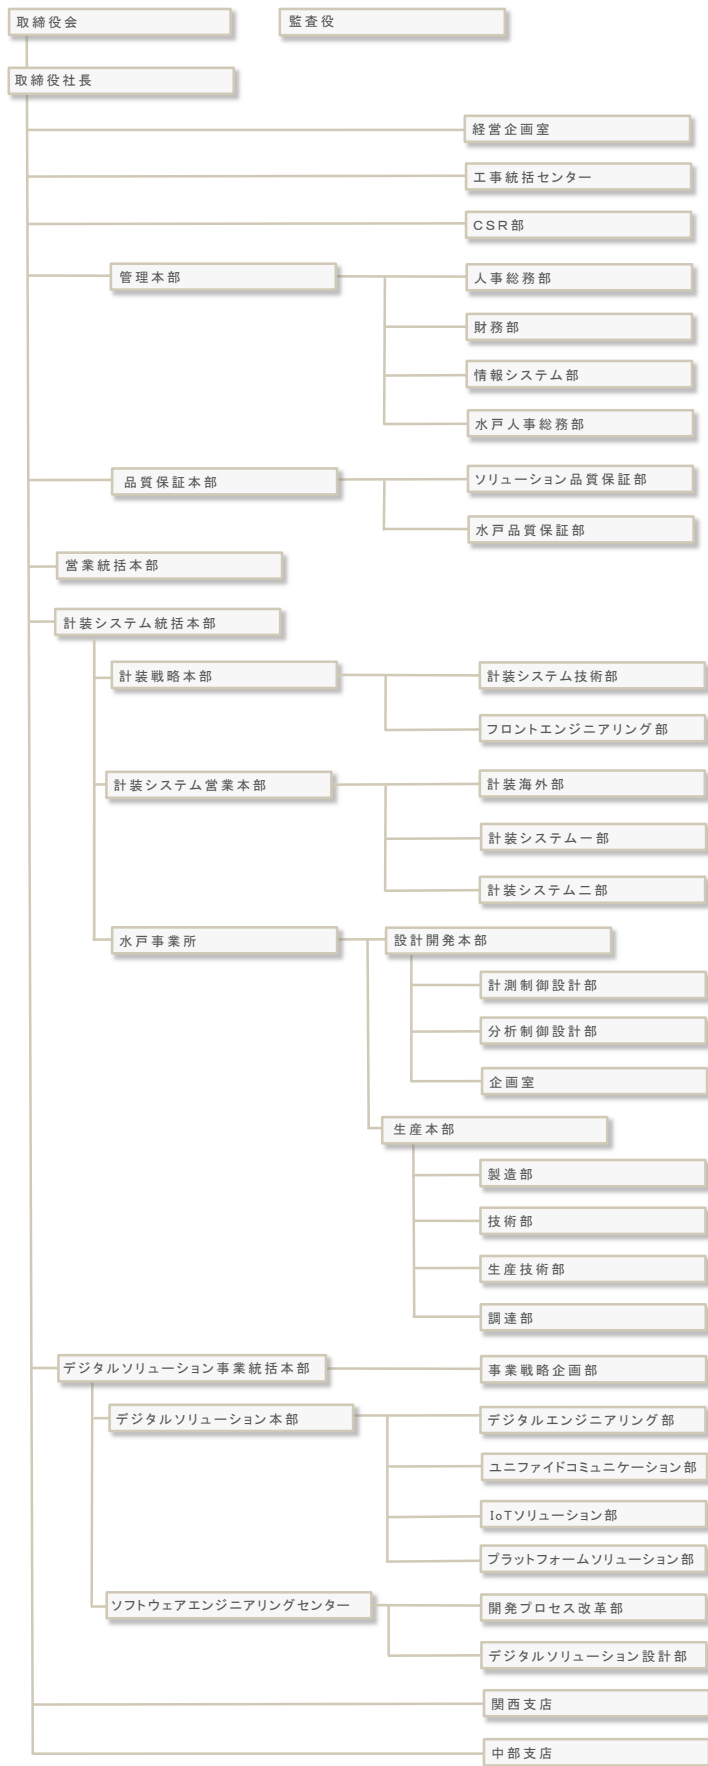 取締役会
監査役
取締役社長
経営企画室
工事統括センター
CSR部
管理本部
人事総務部
財務部
情報システム部
水戸人事総務部
品質保証本部
ソリューション品質保証部
水戸品質保証部
営業統括本部
計装システム統括本部
計装戦略本部
計装システム技術部
フロントエンジニアリング部
計装システム営業本部
計装海外部
計装システム一部
計装システム二部
水戸事業所
設計開発本部
計測制御設計部
分析制御設計部
企画室
生産本部
製造部
技術部
生産技術部
調達部
デジタルソリューション事業統括本部
事業戦略企画部
デジタルソリューション本部
デジタルエンジニアリング部
ユニファイドコミュニケーション部
IoTソリューション部
プラットフォームソリューション部
ソフトウェアエンジニアリングセンター
開発プロセス改革部
デジタルソリューション設計部
関西支店
中部支店